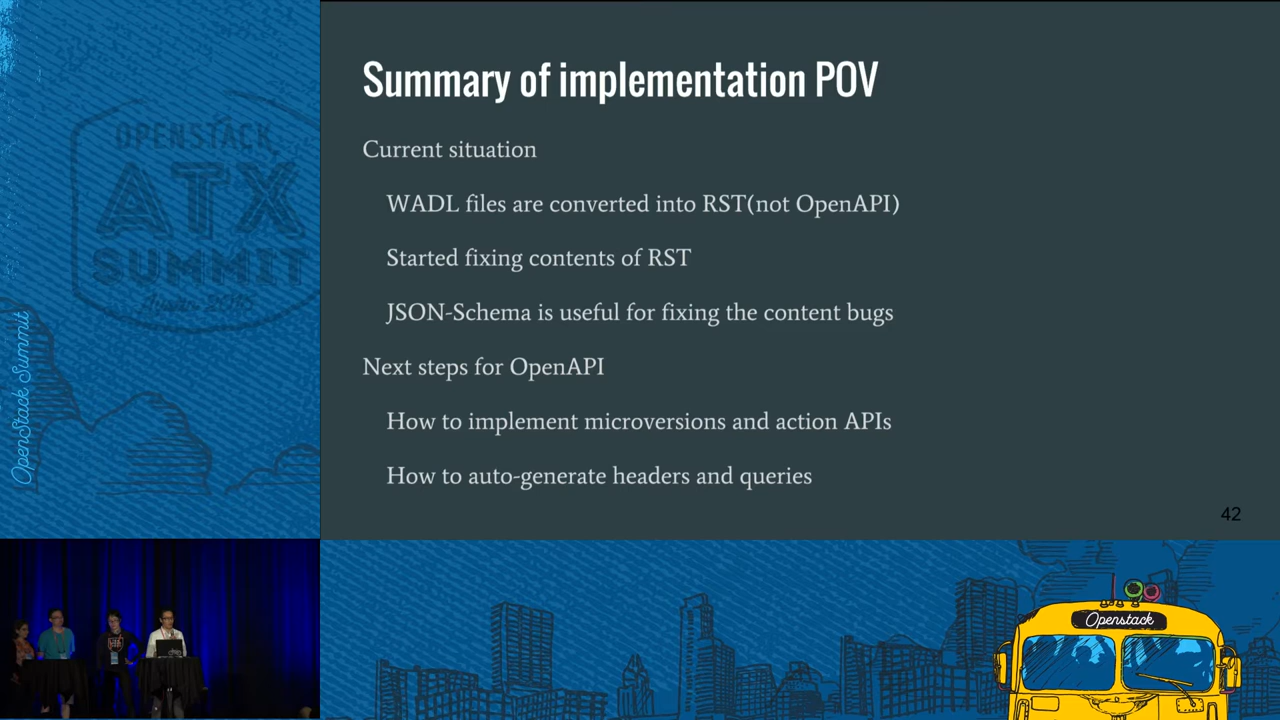 Summary of implementation POV
Current situation
WADL files are converted into RST(not OpenAPI)
Started fixing contents of RST
JSON-Schema is useful for fixing the content bugs
Next steps for OpenAPI
How to implement microversions and action APIs
How to auto-generate headers and queries
42
OPENSTACK
ATX
SUMMIT
OpenStack Summit
Openstack